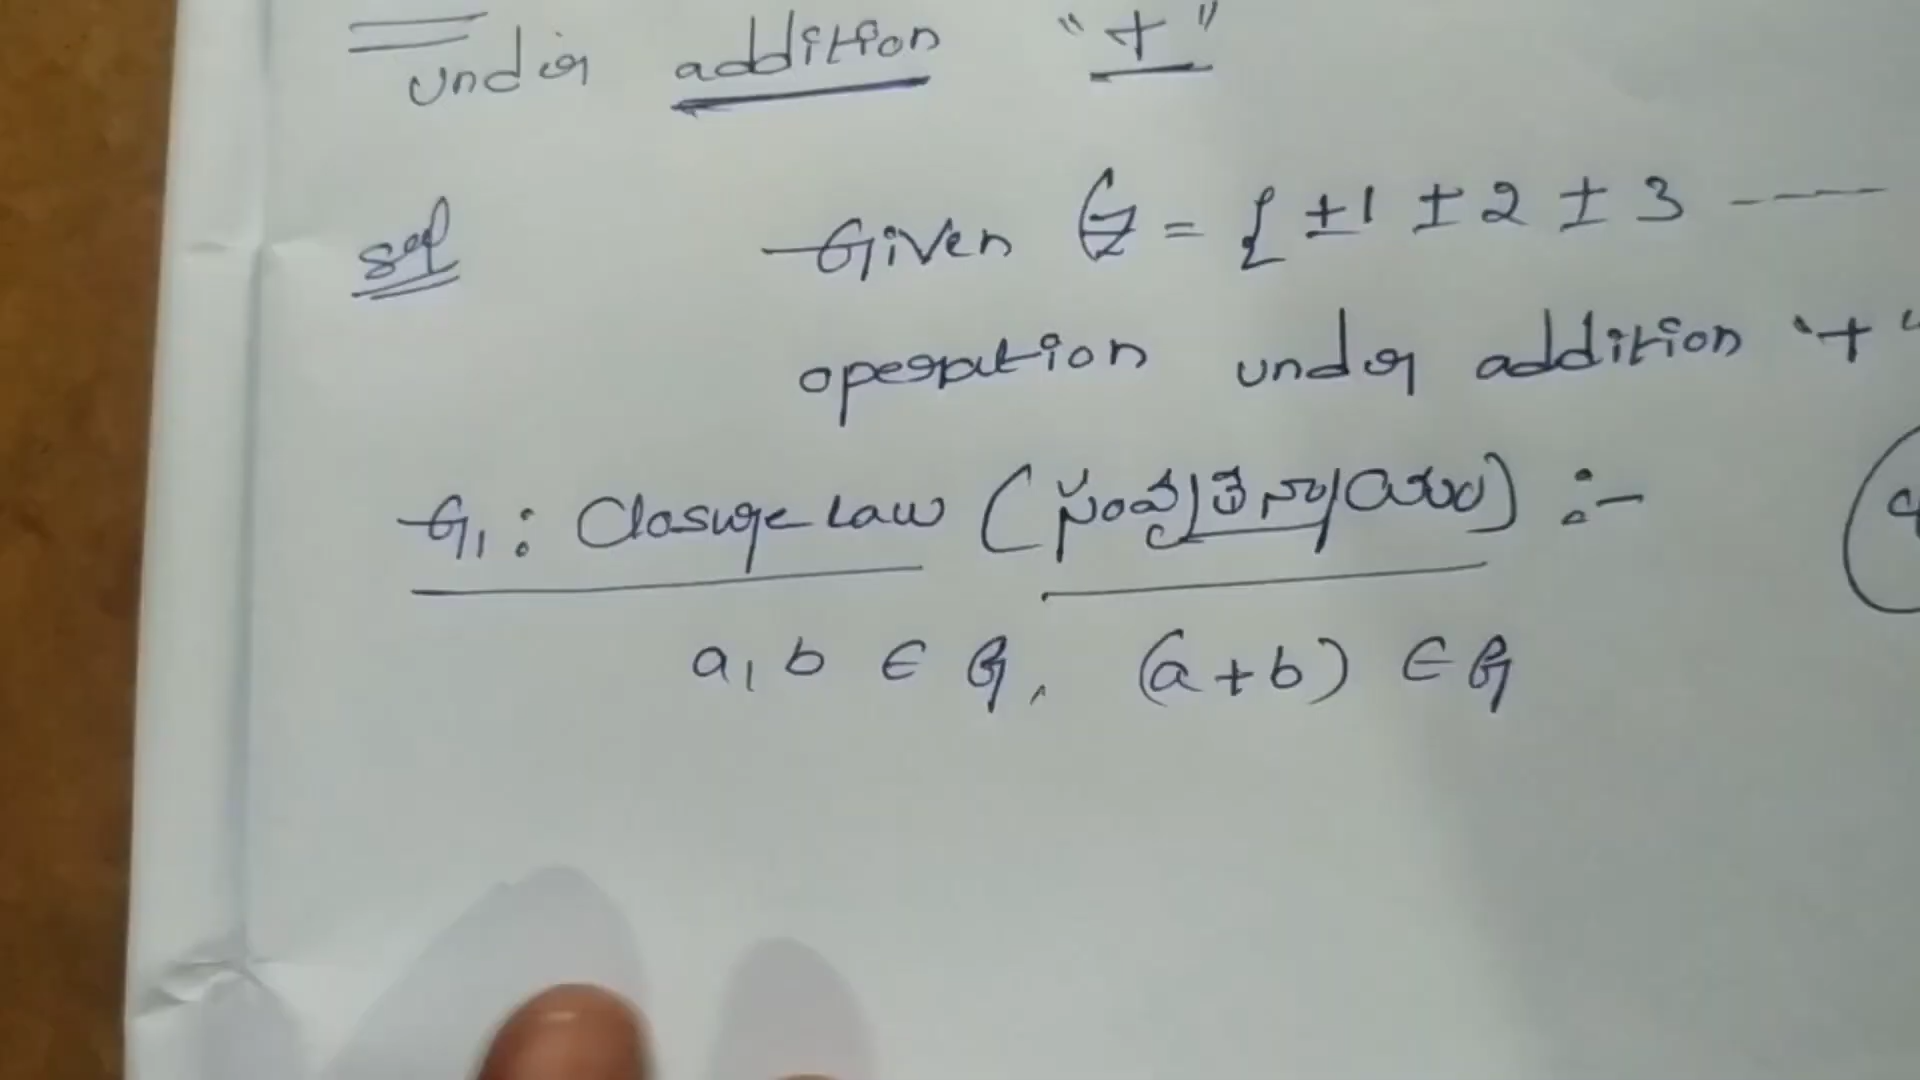 under addition "+"
sol Given G = { ±1 ±2 ±3 ----
operation under addition "+"
G₁: Closure Law (సంవృత న్యాయం) :-
a, b ∈ G, (a+b) ∈ G